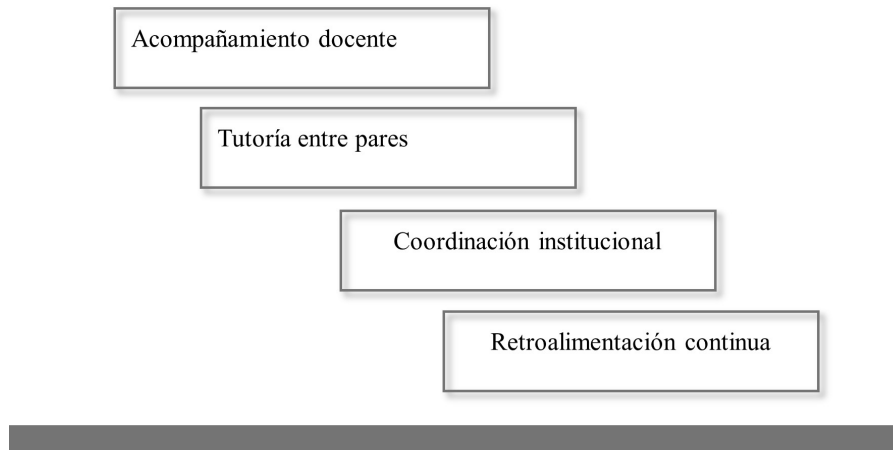 Acompañamiento docente
Tutoría entre pares
Coordinación institucional
Retroalimentación continua